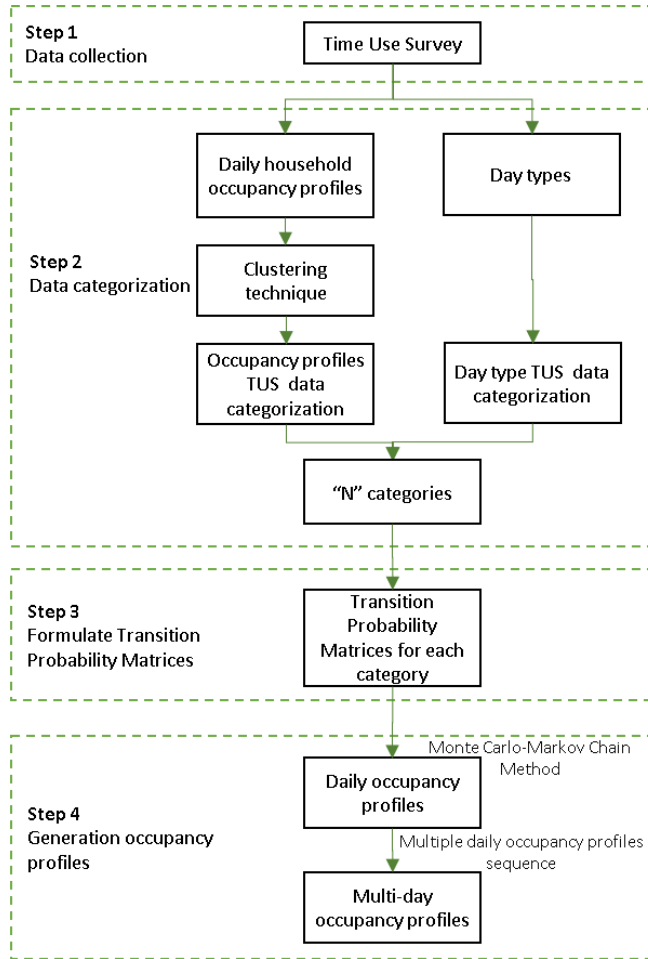 Step 1
Data collection
Time Use Survey
Step 2
Data categorization
Daily household
occupancy profiles
Day types
Clustering
technique
Occupancy profiles
TUS data
categorization
Day type TUS data
categorization
“N” categories
Step 3
Formulate Transition
Probability Matrices
Transition
Probability
Matrices for each
category
Monte Carlo-Markov Chain
Method
Step 4
Generation occupancy
profiles
Daily occupancy
profiles
Multiple daily occupancy profiles
sequence
Multi-day
occupancy profiles